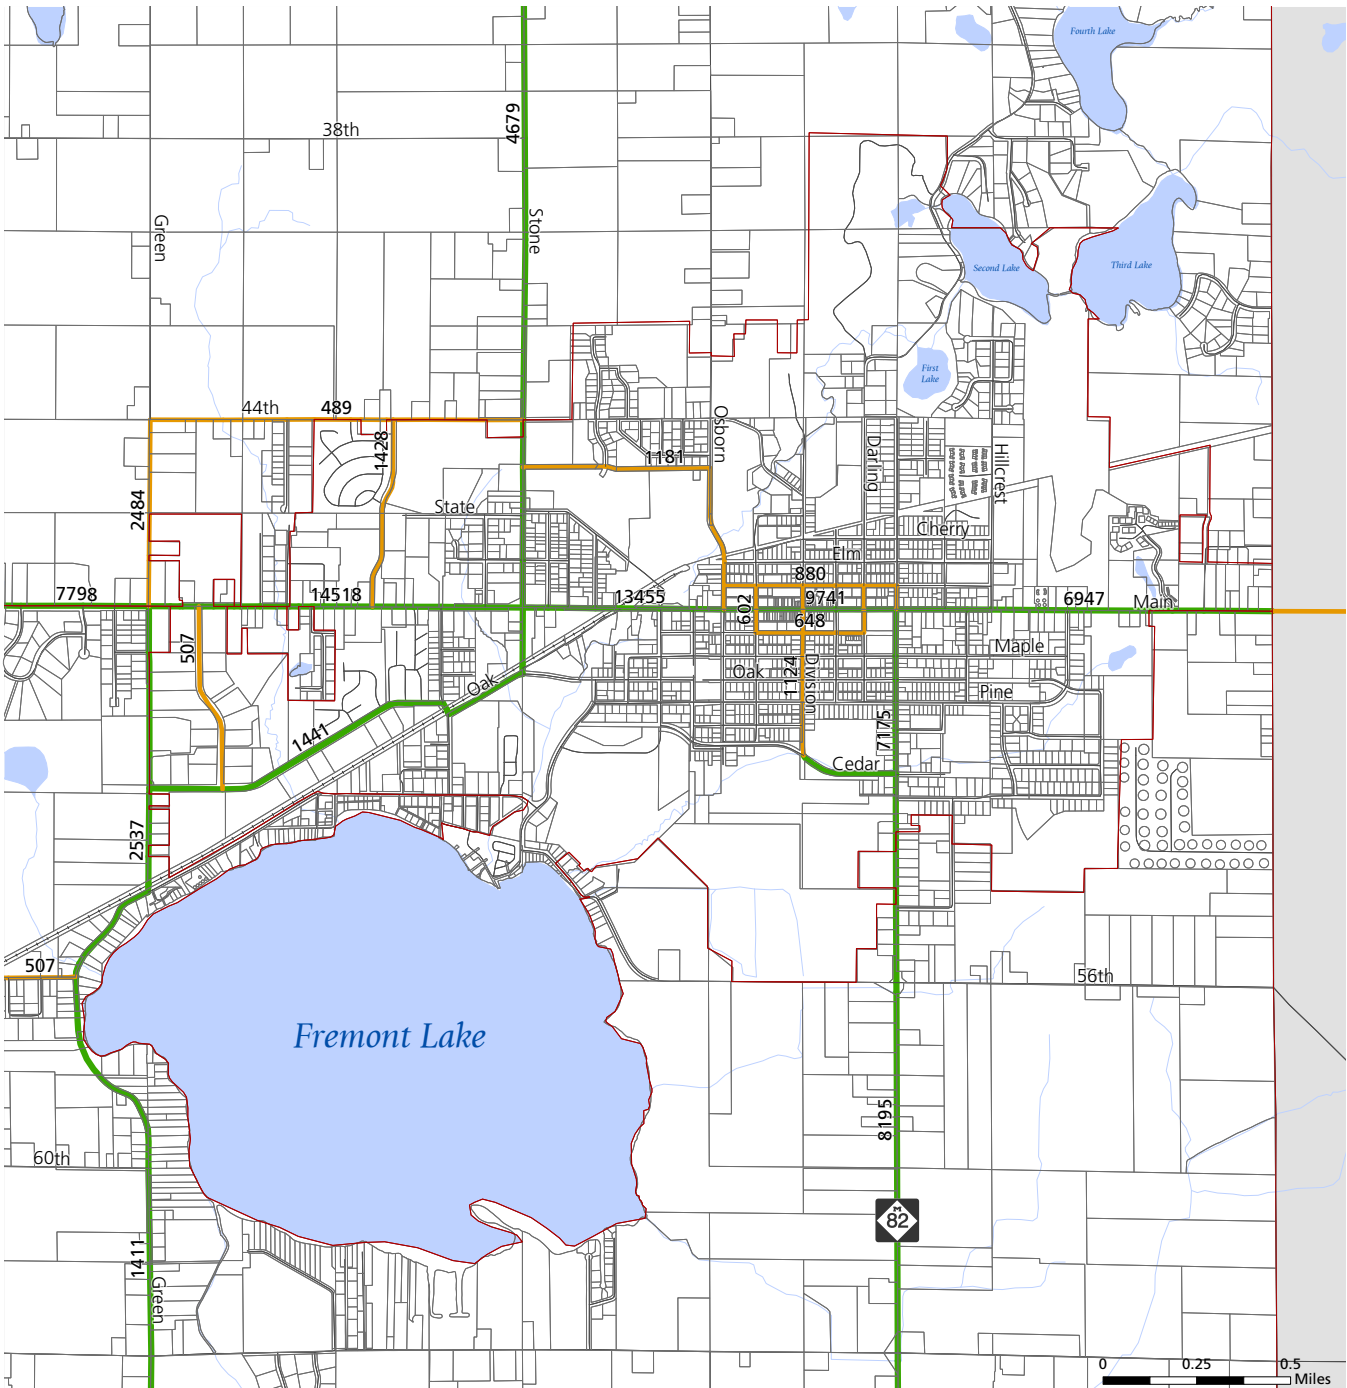 Fourth Lake
4679
38th
Green
Stone
Second Lake
Third Lake
First
Lake
44th
489
Osborn
1428
1181
Darling
Hillcrest
2484
State
Cherry
Elm
880
7798
14518
13455
602
9741
6947
Main
648
507
Maple
Oak
1124
Division
Oak
Pine
1441
7175
Cedar
2537
507
56th
Fremont Lake
8195
60th
M
82
1411
Green
0 0.25 0.5
Miles